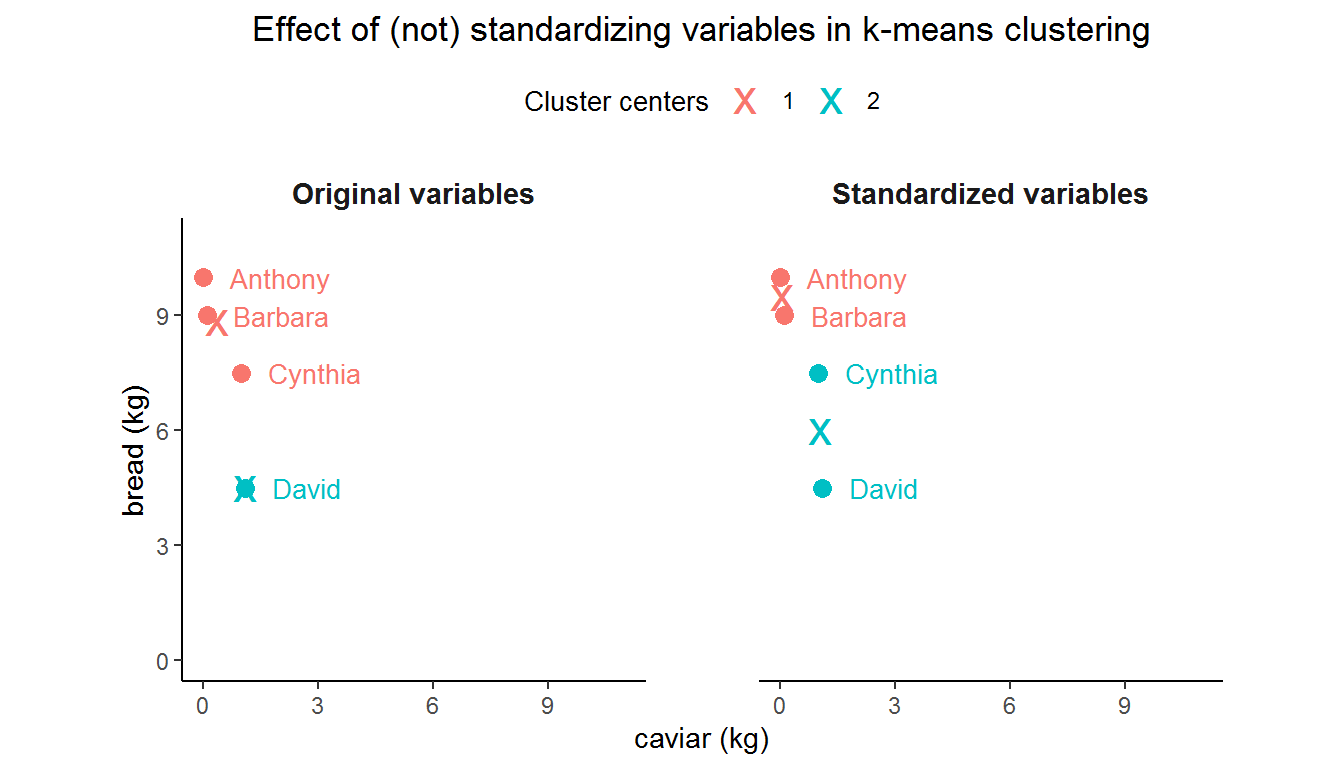 Effect of (not) standardizing variables in k-means clustering
Cluster centers X 1 X 2
Original variables
Standardized variables
Anthony
Barbara
X
Cynthia
X
David
Anthony
X
Barbara
Cynthia
X
David
bread (kg)
9
6
3
0
0 3 6 9
0 3 6 9
caviar (kg)